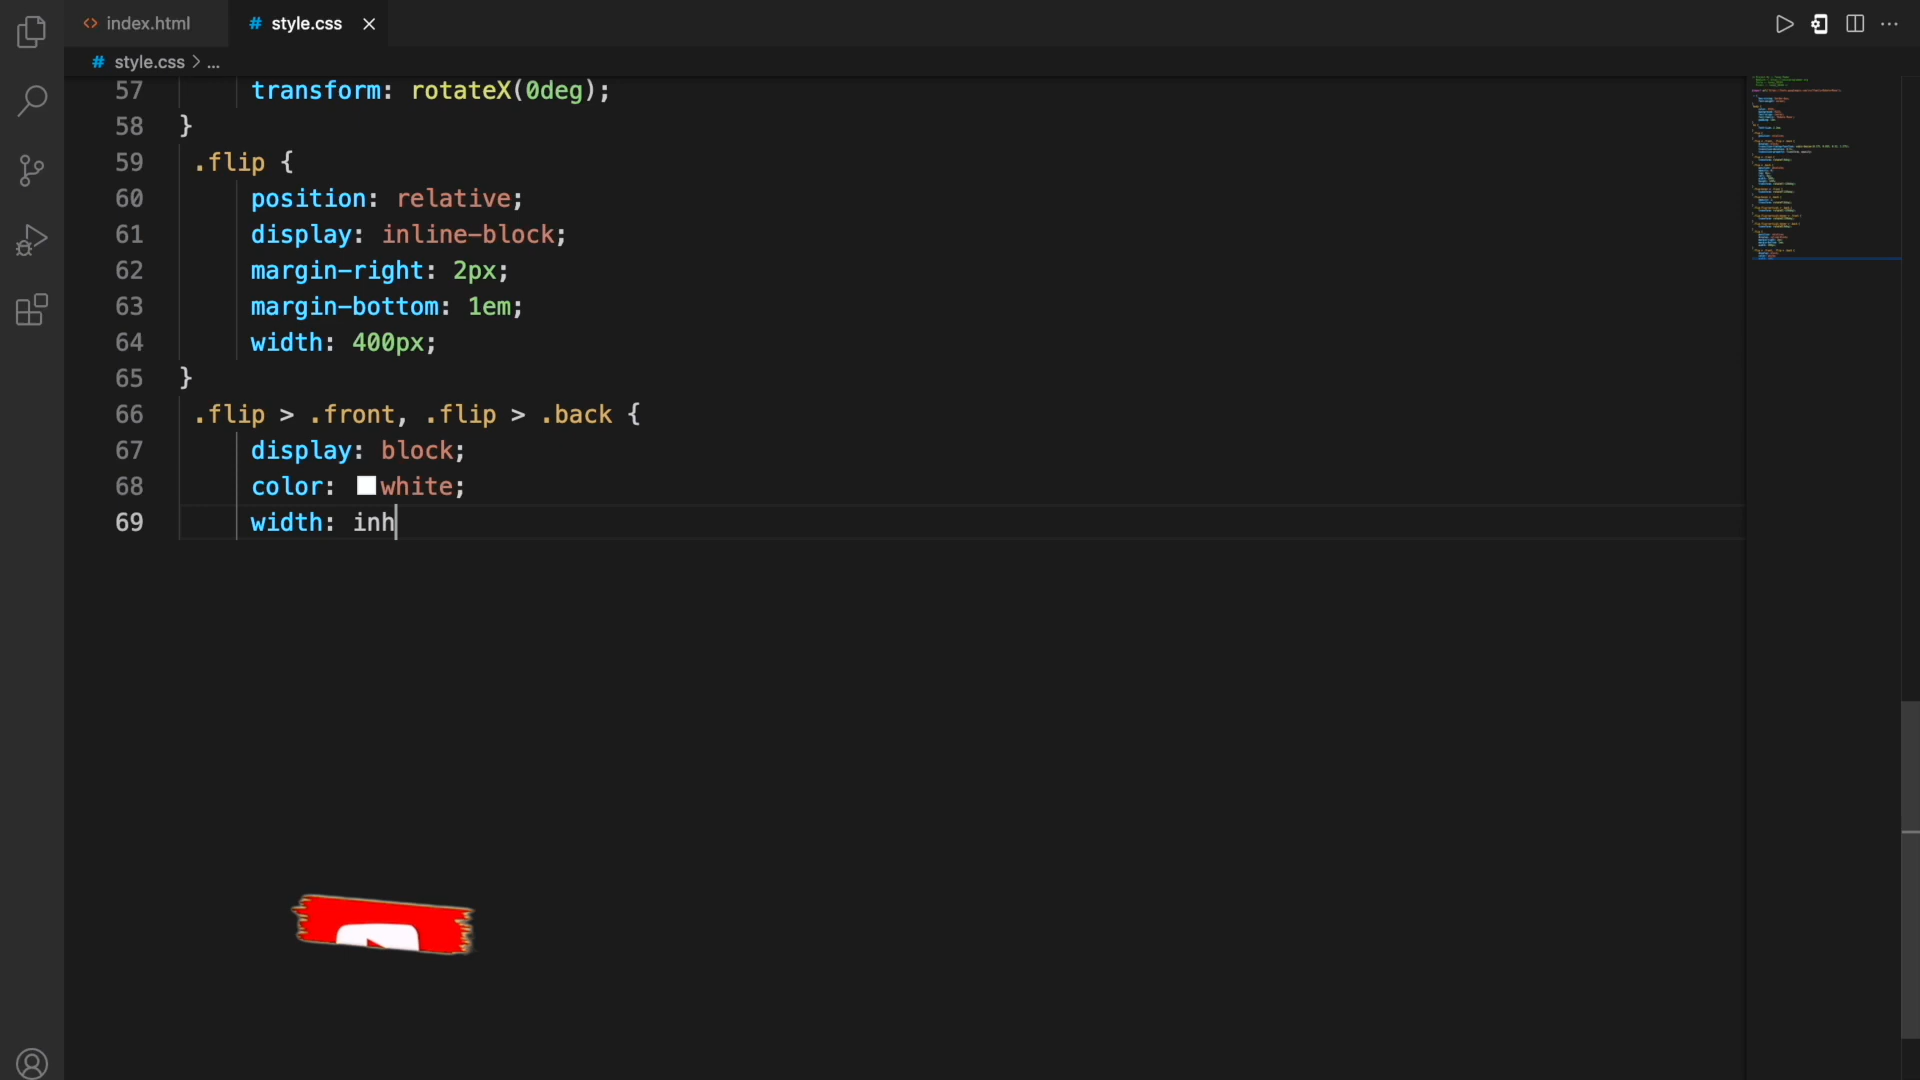 index.html
# style.css
# style.css > ...
57 transform: rotateX(0deg);
58 }
59 .flip {
60 position: relative;
61 display: inline-block;
62 margin-right: 2px;
63 margin-bottom: 1em;
64 width: 400px;
65 }
66 .flip > .front, .flip > .back {
67 display: block;
68 color: white;
69 width: inh